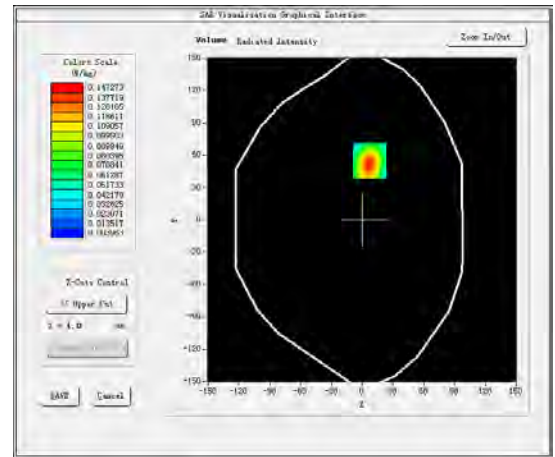 SAR Visualisation Graphical Interface
Volume Radiated Intensity
Zoom In/Out
Colors Scale
(W/kg)
0.147273
0.137719
0.128165
0.118611
0.109057
0.099503
0.089949
0.080395
0.070841
0.061287
0.051733
0.042179
0.032625
0.023071
0.013517
150
120
90
60
30
0
-30
-60
-90
-120
-150
-150 -120 -90 -60 -30 0 30 60 90 120 150
Z-Cuts Control
Upper Cut
SAVE Cancel